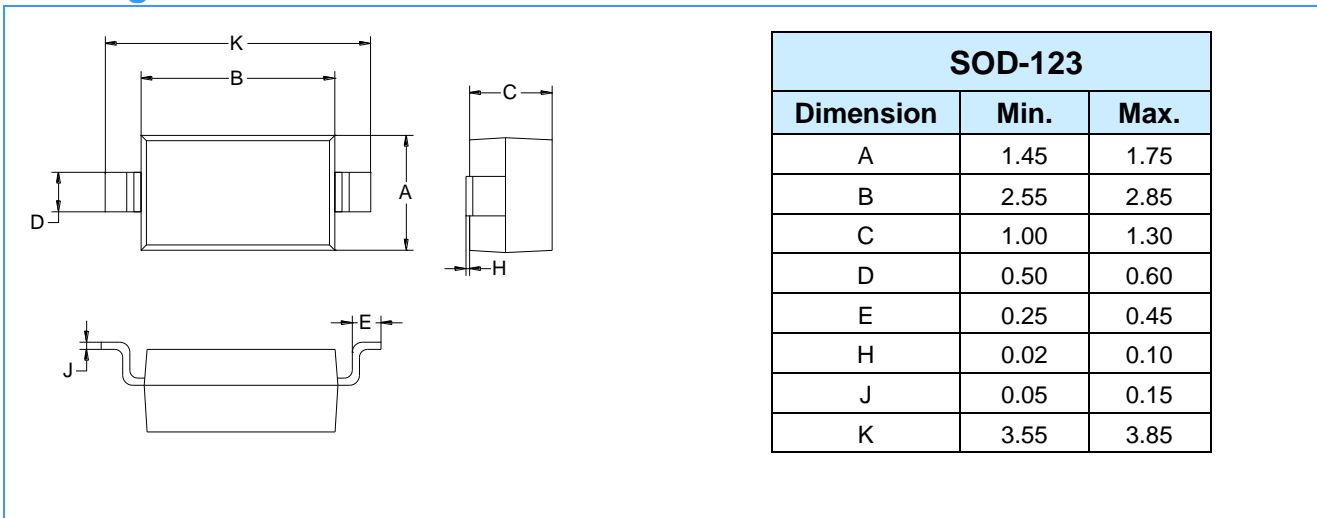 K
B
C
A
D
H
E
J
SOD-123
Dimension Min. Max.
A 1.45 1.75
B 2.55 2.85
C 1.00 1.30
D 0.50 0.60
E 0.25 0.45
H 0.02 0.10
J 0.05 0.15
K 3.55 3.85